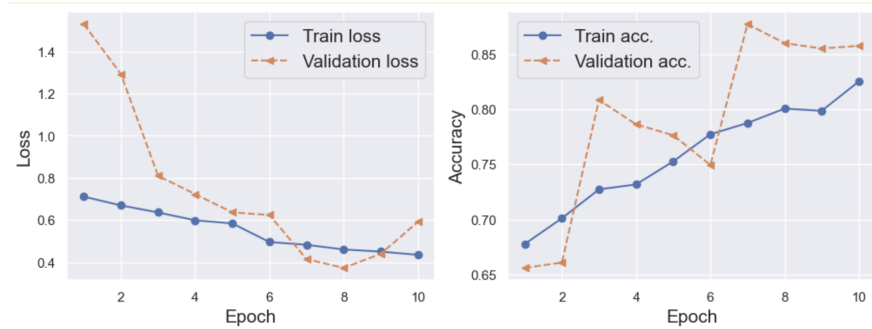 Train loss
Validation loss
1.4
1.2
1.0
0.8
0.6
0.4
Loss
2
4
6
8
10
Epoch
Train acc.
Validation acc.
0.85
0.80
0.75
0.70
0.65
Accuracy
2
4
6
8
10
Epoch